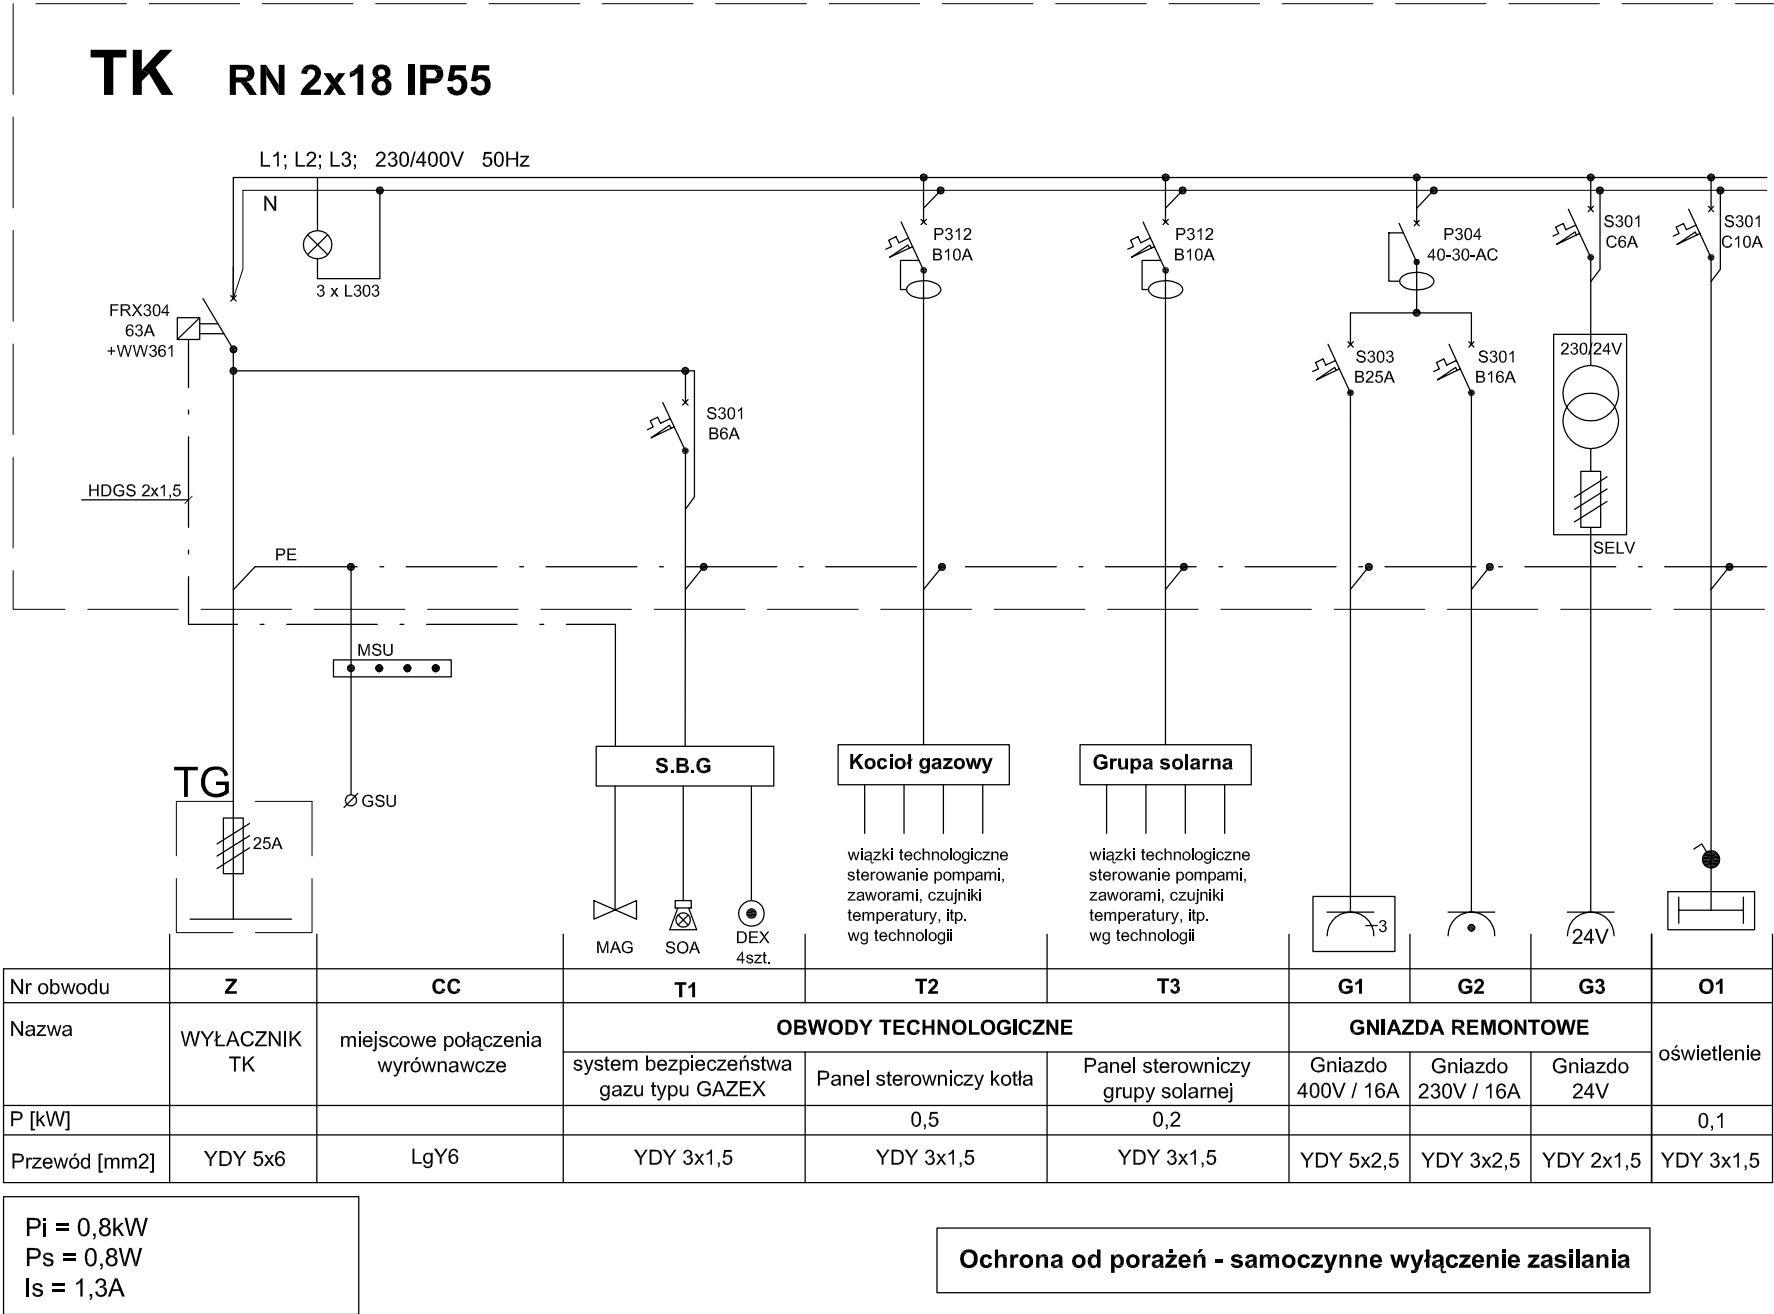 TK RN 2x18 IP55
L1; L2; L3; 230/400V 50Hz
N
3 x L303
FRX304
63A
+WW361
P312
B10A
P312
B10A
P304
40-30-AC
S301
C6A
S301
C10A
S303
B25A
S301
B16A
230/24V
S301
B6A
HDGS 2x1,5
SELV
PE
MSU
TG
GSU
25A
S.B.G
Kocioł gazowy
Grupa solarna
wiązki technologiczne
sterowanie pompami,
zaworami, czujniki
temperatury, itp.
wg technologii
wiązki technologiczne
sterowanie pompami,
zaworami, czujniki
temperatury, itp.
wg technologii
MAG
SOA
DEX
4szt.
3
24V
Nr obwodu Z CC T1 T2 T3 G1 G2 G3 O1
Nazwa
WYŁACZNIK
TK
miejscowe połączenia
wyrównawcze
OBWODY TECHNOLOGICZNE
GNIAZDA REMONTOWE
system bezpieczeństwa
gazu typu GAZEX
Panel sterowniczy kotła
Panel sterowniczy
grupy solarnej
Gniazdo
400V / 16A
Gniazdo
230V / 16A
Gniazdo
24V
oświetlenie
P [kW] 0,5 0,2 0,1
Przewód [mm2] YDY 5x6 LgY6 YDY 3x1,5 YDY 3x1,5 YDY 3x1,5 YDY 5x2,5 YDY 3x2,5 YDY 2x1,5 YDY 3x1,5
Pi = 0,8kW
Ps = 0,8W
Is = 1,3A
Ochrona od porażeń - samoczynne wyłączenie zasilania